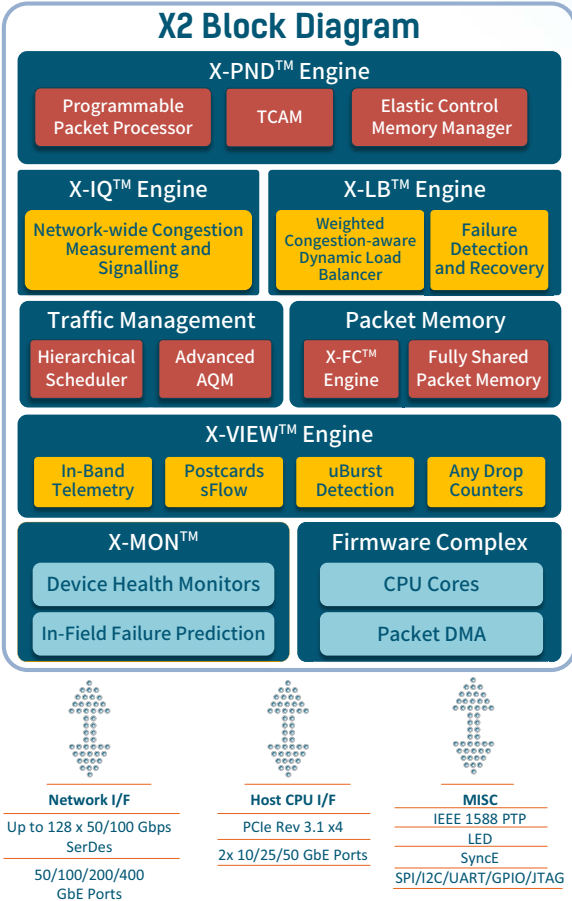 X2 Block Diagram
X-PND™ Engine
Programmable
Packet Processor
TCAM
Elastic Control
Memory Manager
X-IQ™ Engine
Network-wide Congestion
Measurement and
Signalling
X-LB™ Engine
Weighted
Congestion-aware
Dynamic Load
Balancer
Failure
Detection
and Recovery
Traffic Management
Hierarchical
Scheduler
Advanced
AQM
Packet Memory
X-FC™
Engine
Fully Shared
Packet Memory
X-VIEW™ Engine
In-Band
Telemetry
Postcards
sFlow
uBurst
Detection
Any Drop
Counters
X-MON™
Device Health Monitors
In-Field Failure Prediction
Firmware Complex
CPU Cores
Packet DMA
Network I/F
Up to 128 x 50/100 Gbps
SerDes
50/100/200/400
GbE Ports
Host CPU I/F
PCIe Rev 3.1 x4
2x 10/25/50 GbE Ports
MISC
IEEE 1588 PTP
LED
SyncE
SPI/I2C/UART/GPIO/JTAG